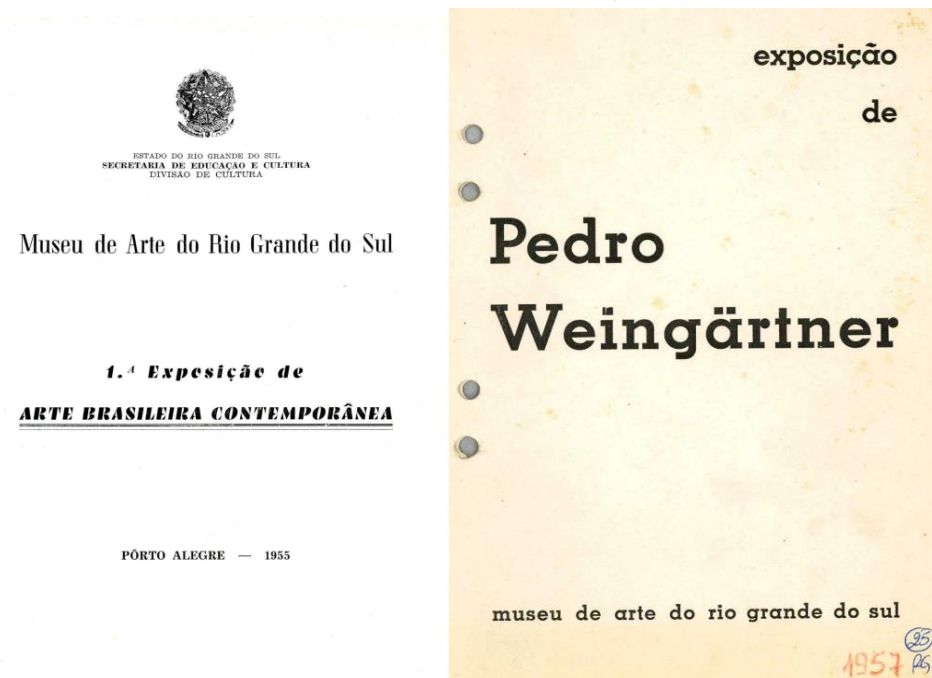 ESTADO DO RIO GRANDE DO SUL
SECRETARIA DE EDUCAÇÃO E CULTURA
DIVISÃO DE CULTURA
Museu de Arte do Rio Grande do Sul
1.ᴬ Exposição de
ARTE BRASILEIRA CONTEMPORÂNEA
PÔRTO ALEGRE — 1955
exposição
de
Pedro
Weingärtner
museu de arte do rio grande do sul
25
1957